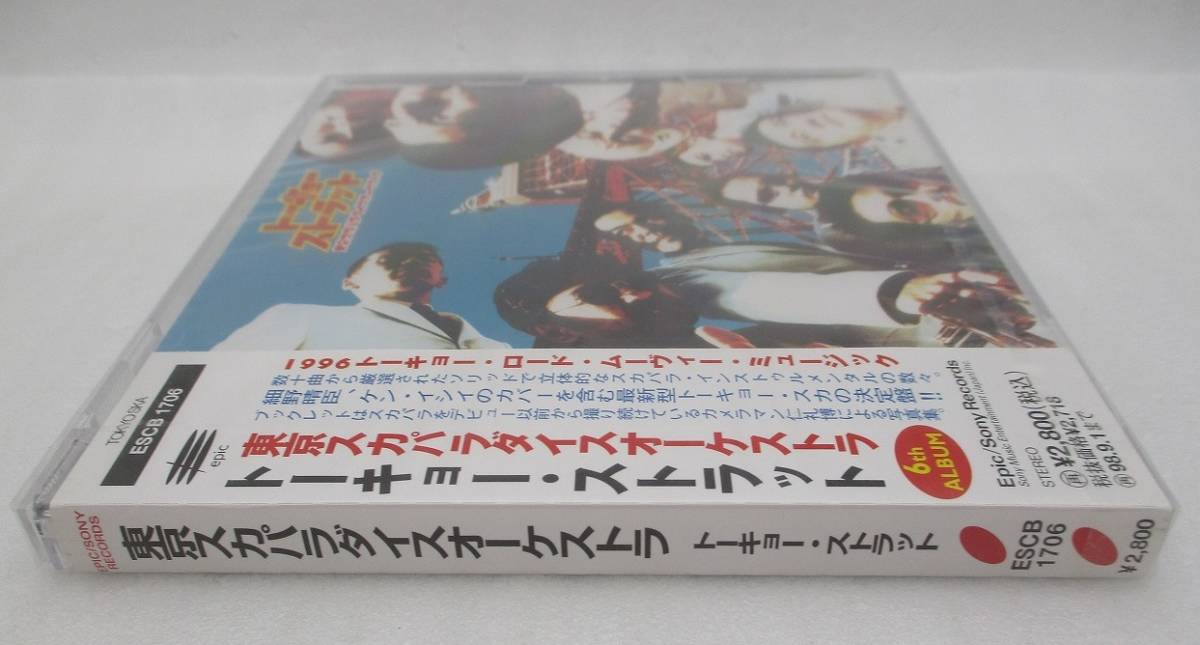 トーキョー
ストラット
1996トーキョー・ロード・ムーヴィー・ミュージック
数十曲から厳選されたソリッドで立体的なスカパラ・インストゥルメンタルの数々。
細野晴臣、ケン・イシイのカバーを含む最新型トーキョー・スカの決定盤!!
ブックレットはスカパラをデビュー以前から撮り続けているカメラマン仁礼博による写真集。
東京スカパラダイスオーケストラ
トーキョー・ストラット
TOKYO SKA
ESCB 1706
epic
6th
ALBUM
Epic/Sony Records
Sony Music Entertainment (Japan) Inc.
STEREO
再 ¥2,800(税込)
税抜価格¥2,718
再 98.9.1まで
EPIC/SONY
RECORDS
東京スカパラダイスオーケストラ
トーキョー・ストラット
ESCB
1706
¥2,800